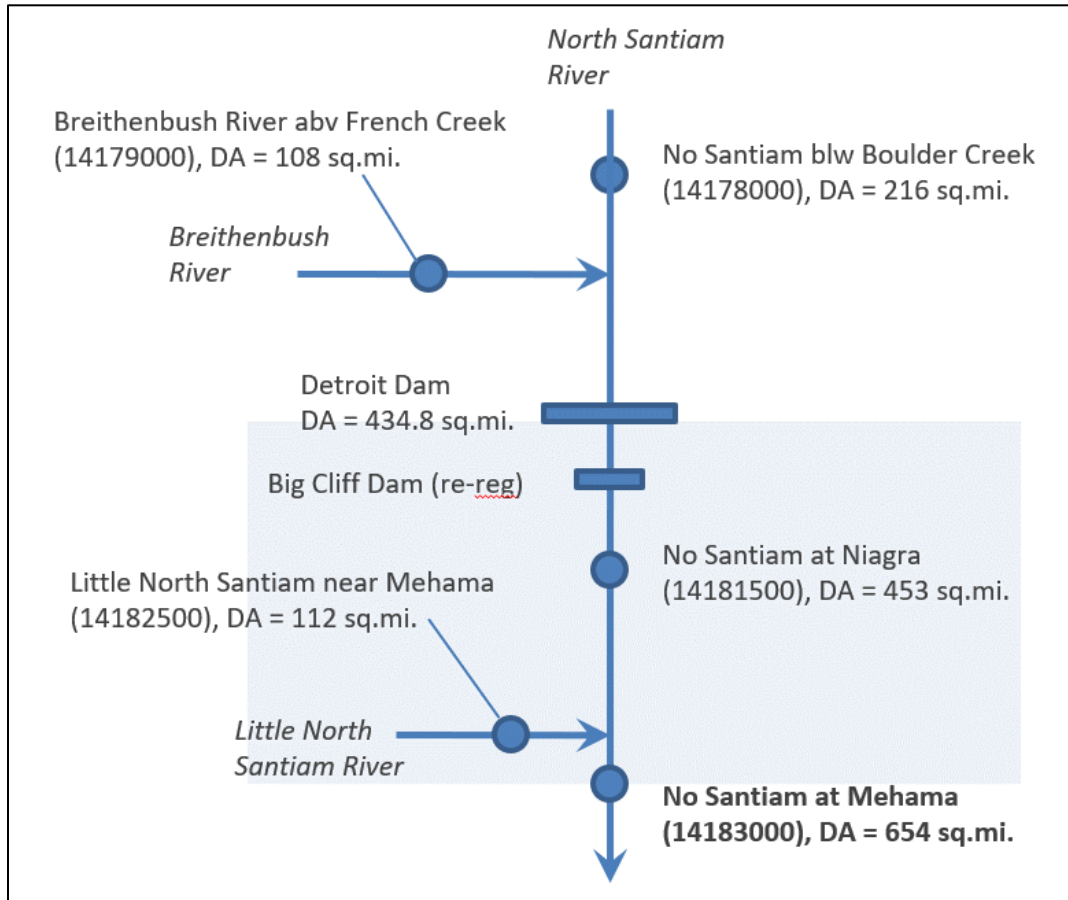 North Santiam
River
Breithenbush River abv French Creek
(14179000), DA = 108 sq.mi.
No Santiam blw Boulder Creek
(14178000), DA = 216 sq.mi.
Breithenbush
River
Detroit Dam
DA = 434.8 sq.mi.
Big Cliff Dam (re-reg)
No Santiam at Niagra
(14181500), DA = 453 sq.mi.
Little North Santiam near Mehama
(14182500), DA = 112 sq.mi.
Little North
Santiam River
No Santiam at Mehama
(14183000), DA = 654 sq.mi.